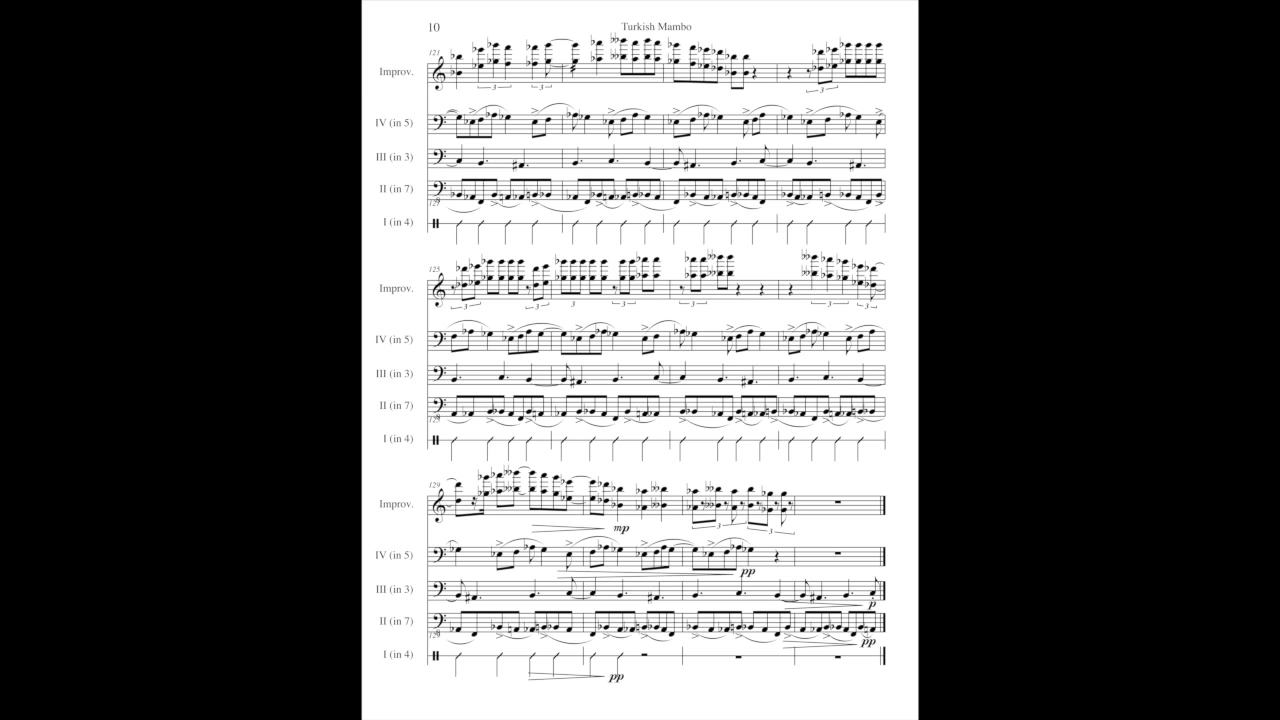 10
Turkish Mambo
121
3
3
3
Improv.
IV (in 5)
III (in 3)
II (in 7)
I (in 4)
125
3
3
3
3
3
3
3
Improv.
IV (in 5)
III (in 3)
II (in 7)
I (in 4)
129
Improv.
mp
3
3
IV (in 5)
pp
III (in 3)
p
II (in 7)
pp
I (in 4)
pp